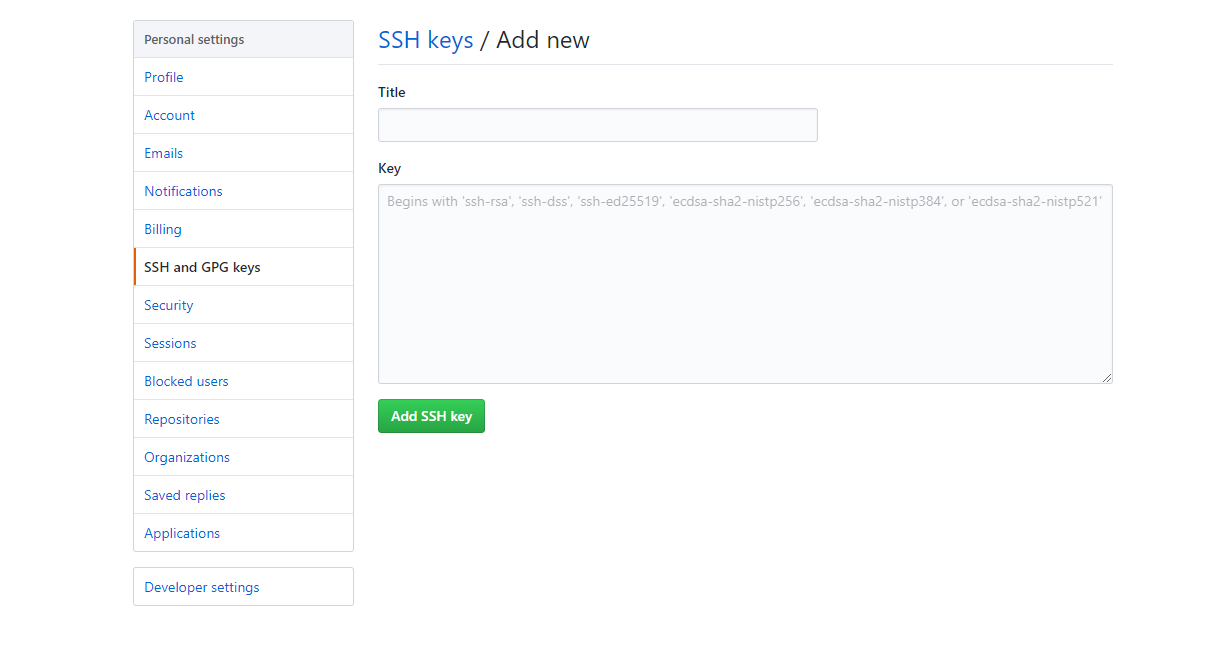 Personal settings
Profile
Account
Emails
Notifications
Billing
SSH and GPG keys
Security
Sessions
Blocked users
Repositories
Organizations
Saved replies
Applications
Developer settings
SSH keys / Add new
Title
Key
Begins with 'ssh-rsa', 'ssh-dss', 'ssh-ed25519', 'ecdsa-sha2-nistp256', 'ecdsa-sha2-nistp384', or 'ecdsa-sha2-nistp521'
Add SSH key